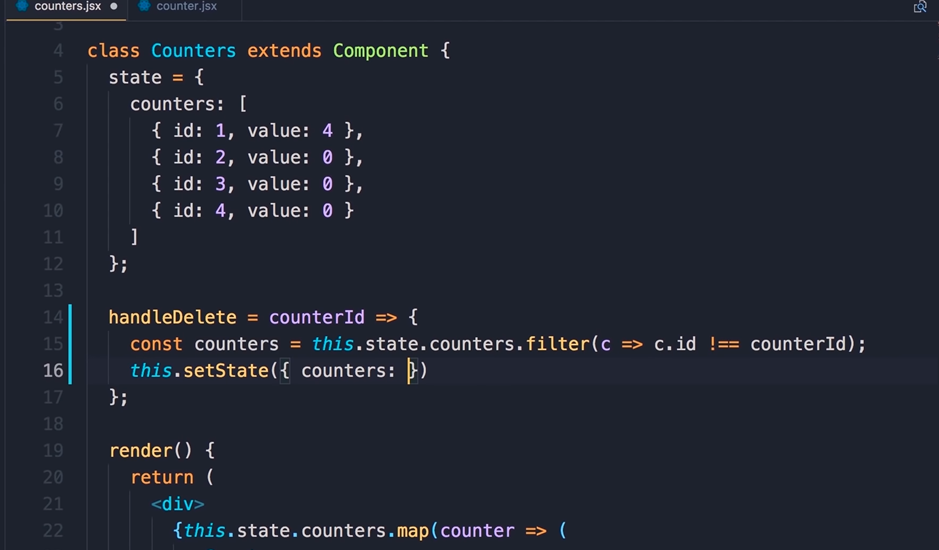 counters.jsx counter.jsx
3
4 class Counters extends Component {
5 state = {
6 counters: [
7 { id: 1, value: 4 },
8 { id: 2, value: 0 },
9 { id: 3, value: 0 },
10 { id: 4, value: 0 }
11 ]
12 };
13
14 handleDelete = counterId => {
15 const counters = this.state.counters.filter(c => c.id !== counterId);
16 this.setState({ counters: })
17 };
18
19 render() {
20 return (
21 <div>
22 {this.state.counters.map(counter => (